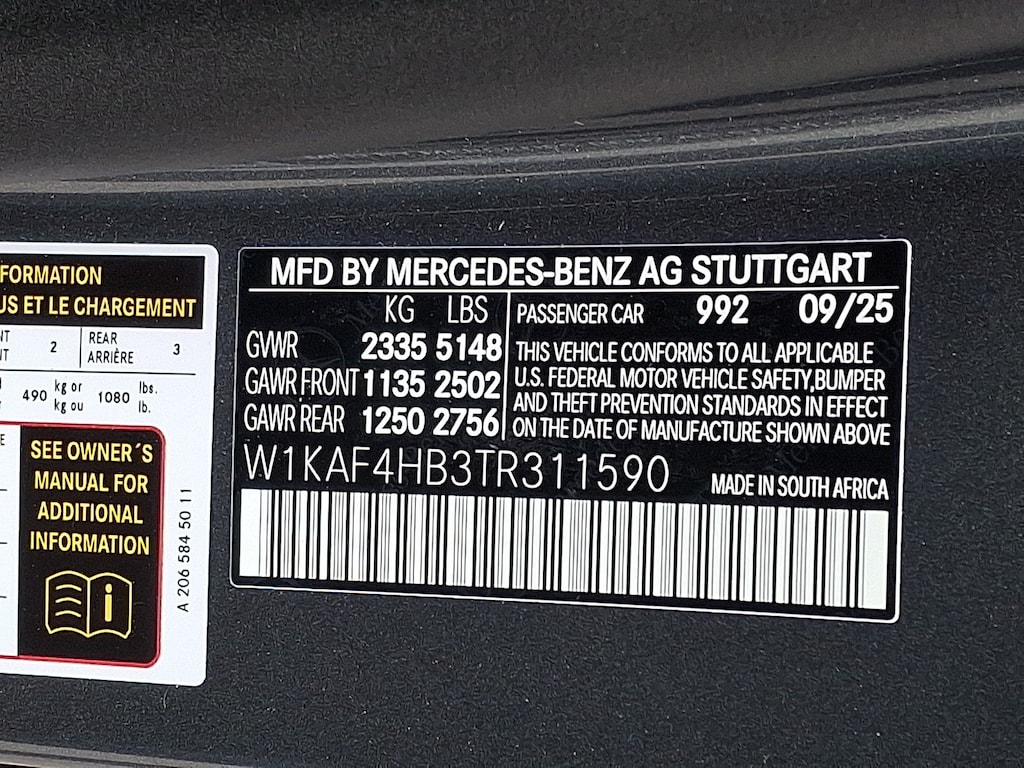 FORMATION
US ET LE CHARGEMENT
NT 2 REAR 3
NT ARRIÈRE
490 kg or 1080 lbs.
kg ou lb.
E
SEE OWNER´S
MANUAL FOR
ADDITIONAL
INFORMATION
i
A 206 584 50 11
MFD BY MERCEDES-BENZ AG STUTTGART
KG LBS
GVWR 2335 5148
GAWR FRONT 1135 2502
GAWR REAR 1250 2756
PASSENGER CAR 992 09/25
THIS VEHICLE CONFORMS TO ALL APPLICABLE
U.S. FEDERAL MOTOR VEHICLE SAFETY,BUMPER
AND THEFT PREVENTION STANDARDS IN EFFECT
ON THE DATE OF MANUFACTURE SHOWN ABOVE
W1KAF4HB3TR311590
MADE IN SOUTH AFRICA